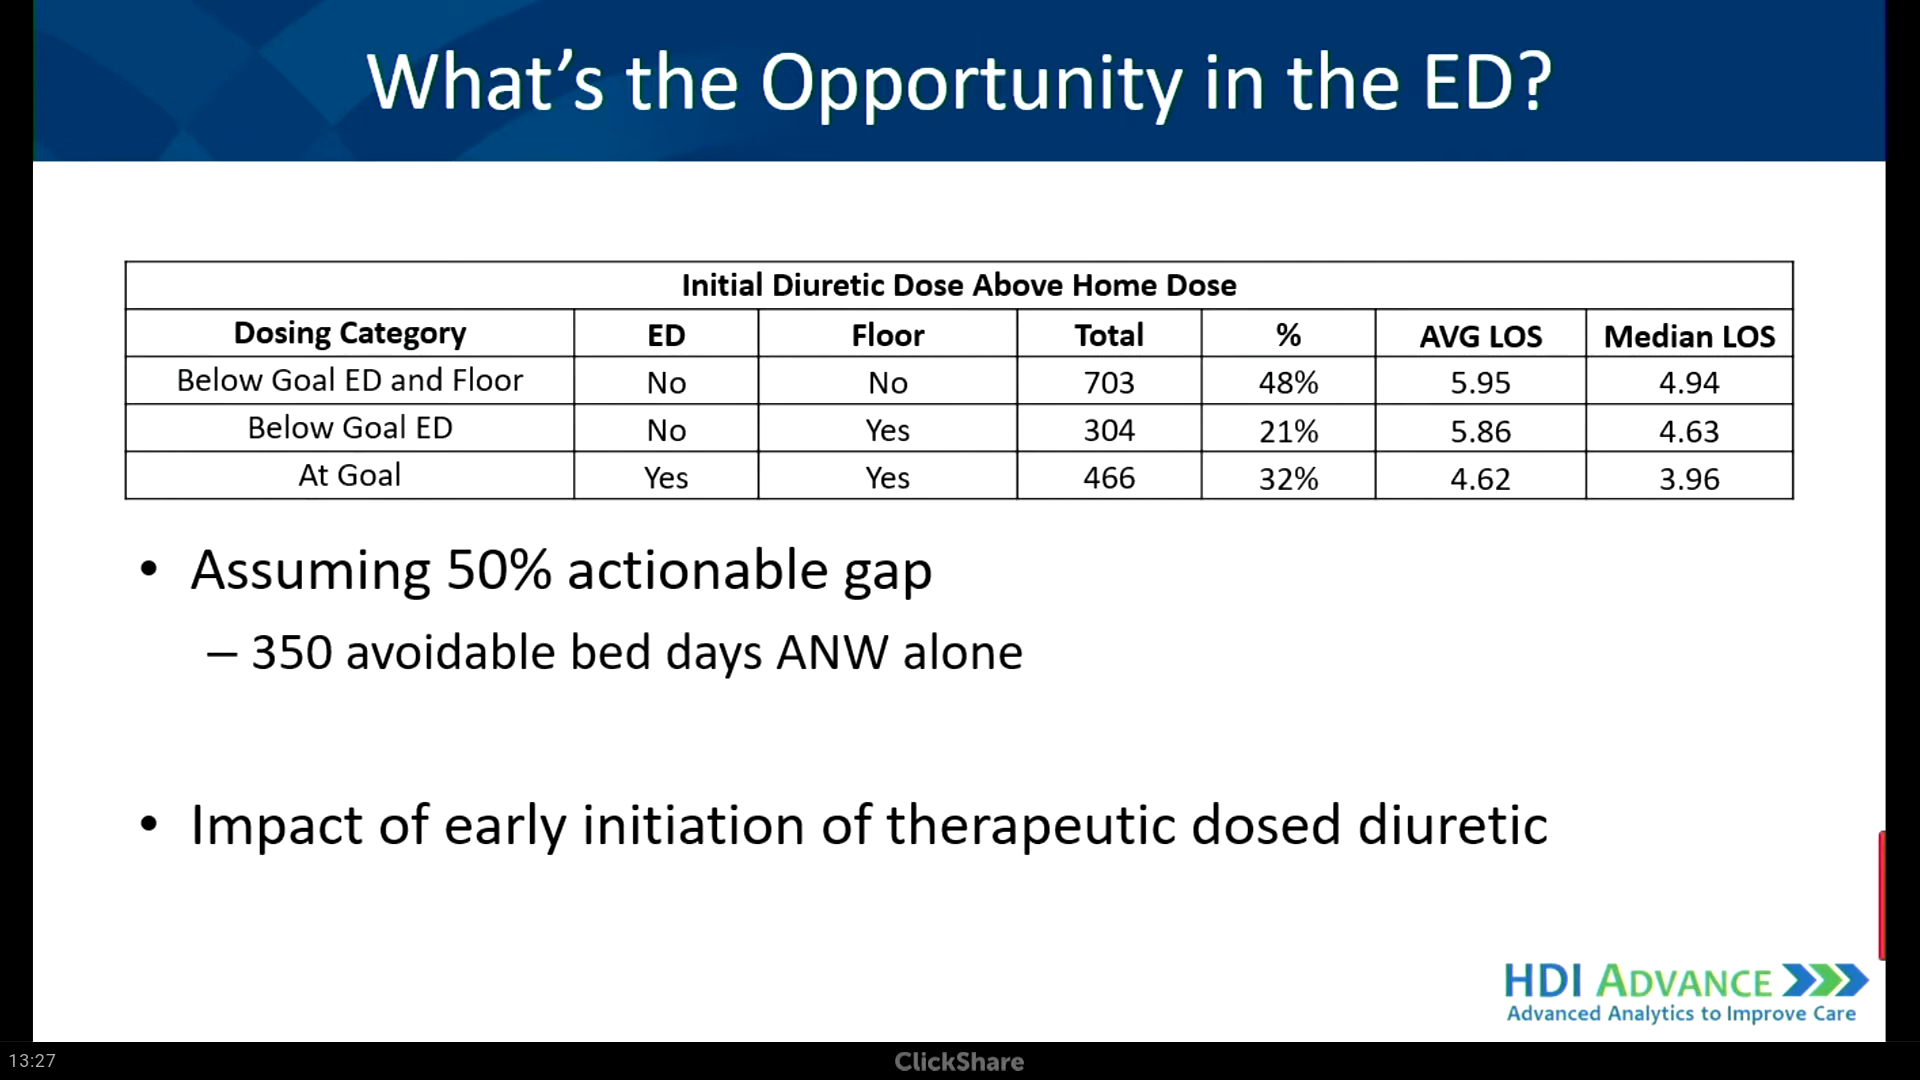 What's the Opportunity in the ED?
Initial Diuretic Dose Above Home Dose
Dosing Category ED Floor Total % AVG LOS Median LOS
Below Goal ED and Floor No No 703 48% 5.95 4.94
Below Goal ED No Yes 304 21% 5.86 4.63
At Goal Yes Yes 466 32% 4.62 3.96
• Assuming 50% actionable gap
– 350 avoidable bed days ANW alone
• Impact of early initiation of therapeutic dosed diuretic
HDI ADVANCE
Advanced Analytics to Improve Care
13:27 ClickShare